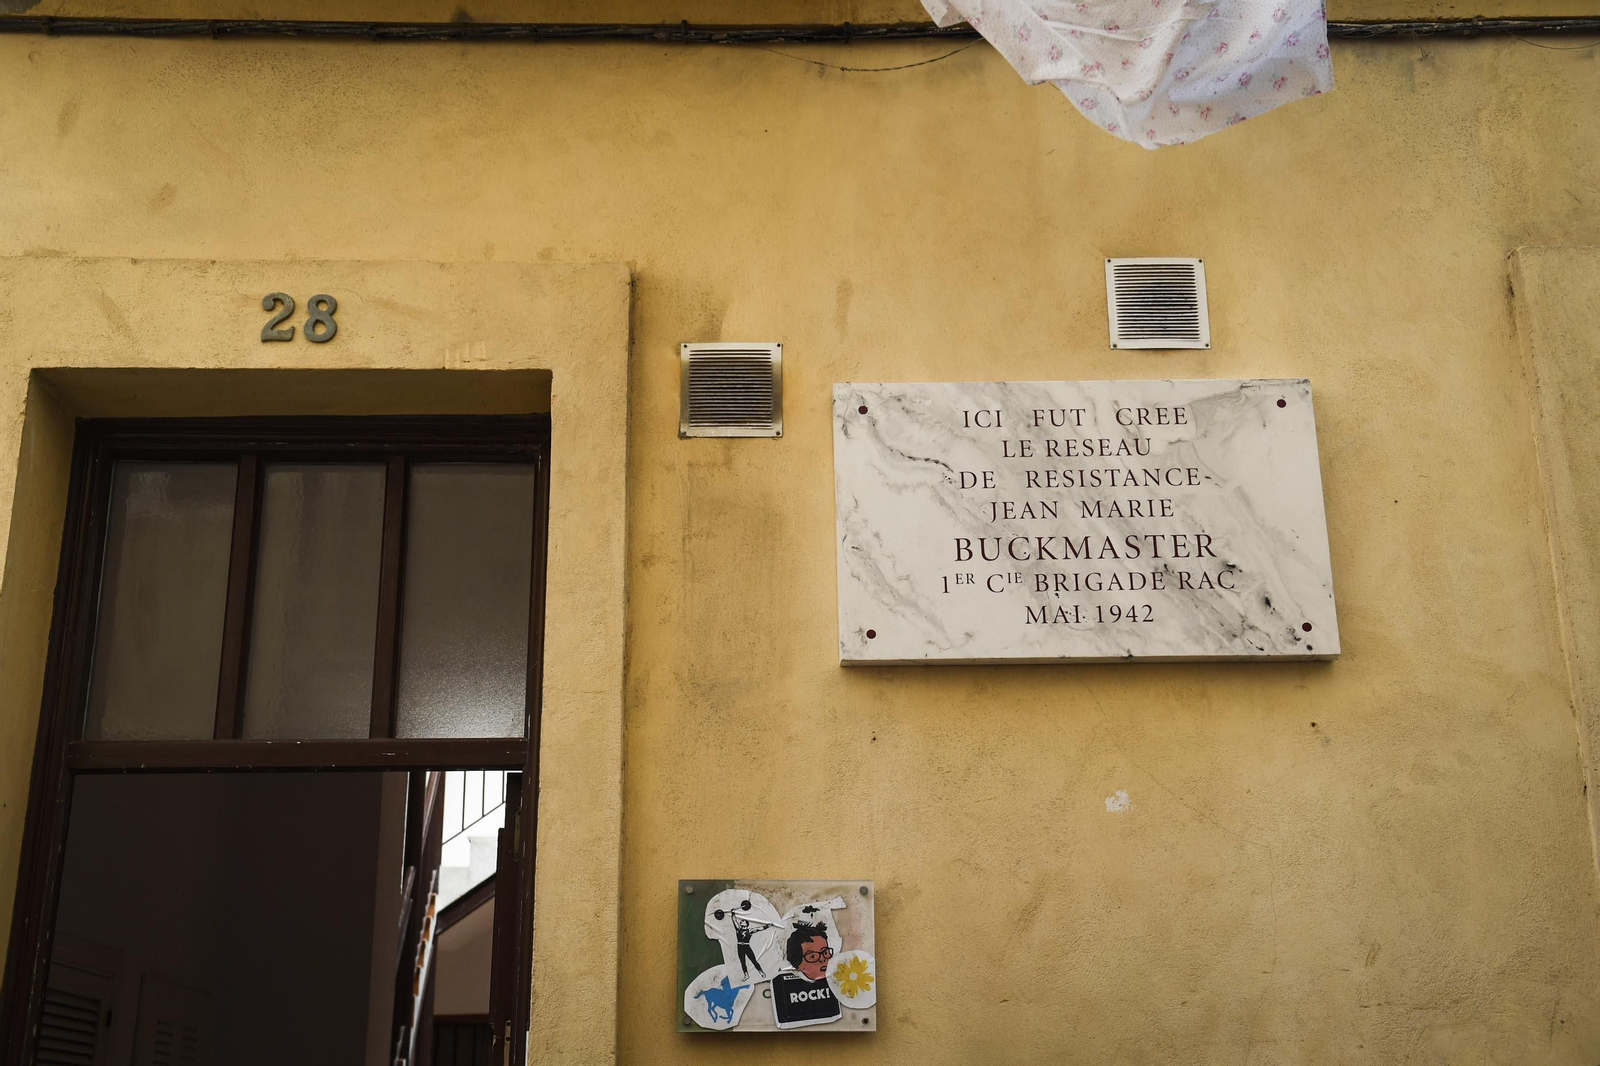 28
ICI FUT CREE
LE RESEAU
DE RESISTANCE
JEAN MARIE
BUCKMASTER
1ER CIE BRIGADE RAC
MAI 1942
ROCK!